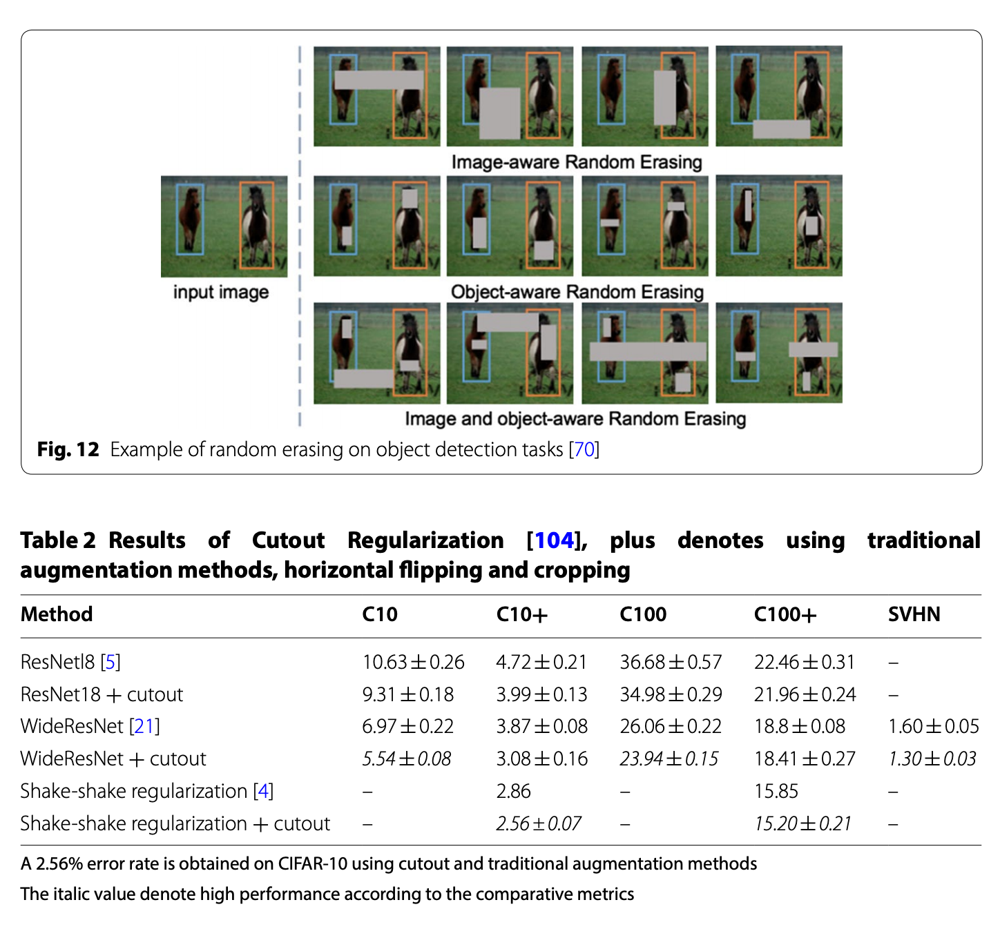 Image-aware Random Erasing
input image
Object-aware Random Erasing
Image and object-aware Random Erasing
Fig. 12 Example of random erasing on object detection tasks [70]
Table 2 Results of Cutout Regularization [104], plus denotes using traditional
augmentation methods, horizontal flipping and cropping
Method C10 C10+ C100 C100+ SVHN
ResNetl8 [5] 10.63 ± 0.26 4.72 ± 0.21 36.68 ± 0.57 22.46 ± 0.31 –
ResNet18 + cutout 9.31 ± 0.18 3.99 ± 0.13 34.98 ± 0.29 21.96 ± 0.24 –
WideResNet [21] 6.97 ± 0.22 3.87 ± 0.08 26.06 ± 0.22 18.8 ± 0.08 1.60 ± 0.05
WideResNet + cutout 5.54 ± 0.08 3.08 ± 0.16 23.94 ± 0.15 18.41 ± 0.27 1.30 ± 0.03
Shake-shake regularization [4] – 2.86 – 15.85 –
Shake-shake regularization + cutout – 2.56 ± 0.07 – 15.20 ± 0.21 –
A 2.56% error rate is obtained on CIFAR-10 using cutout and traditional augmentation methods
The italic value denote high performance according to the comparative metrics